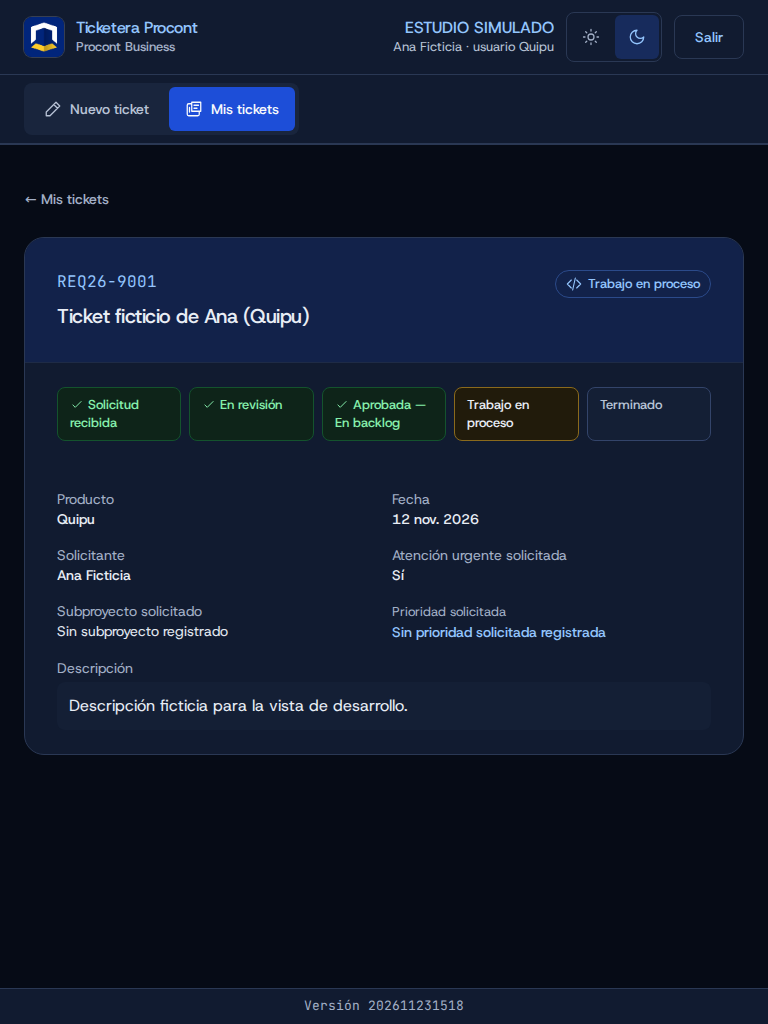 Ticketera Procont
Procont Business
ESTUDIO SIMULADO
Ana Ficticia · usuario Quipu
Salir
Nuevo ticket
Mis tickets
← Mis tickets
REQ26-9001
Trabajo en proceso
Ticket ficticio de Ana (Quipu)
✓ Solicitud
recibida
✓ En revisión
✓ Aprobada —
En backlog
Trabajo en
proceso
Terminado
Producto
Quipu
Fecha
12 nov. 2026
Solicitante
Ana Ficticia
Atención urgente solicitada
Sí
Subproyecto solicitado
Sin subproyecto registrado
Prioridad solicitada
Sin prioridad solicitada registrada
Descripción
Descripción ficticia para la vista de desarrollo.
Versión 202611231518